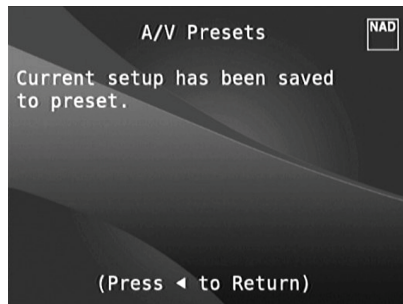 A/V Presets
NAD
Current setup has been saved
to preset.
(Press ◄ to Return)